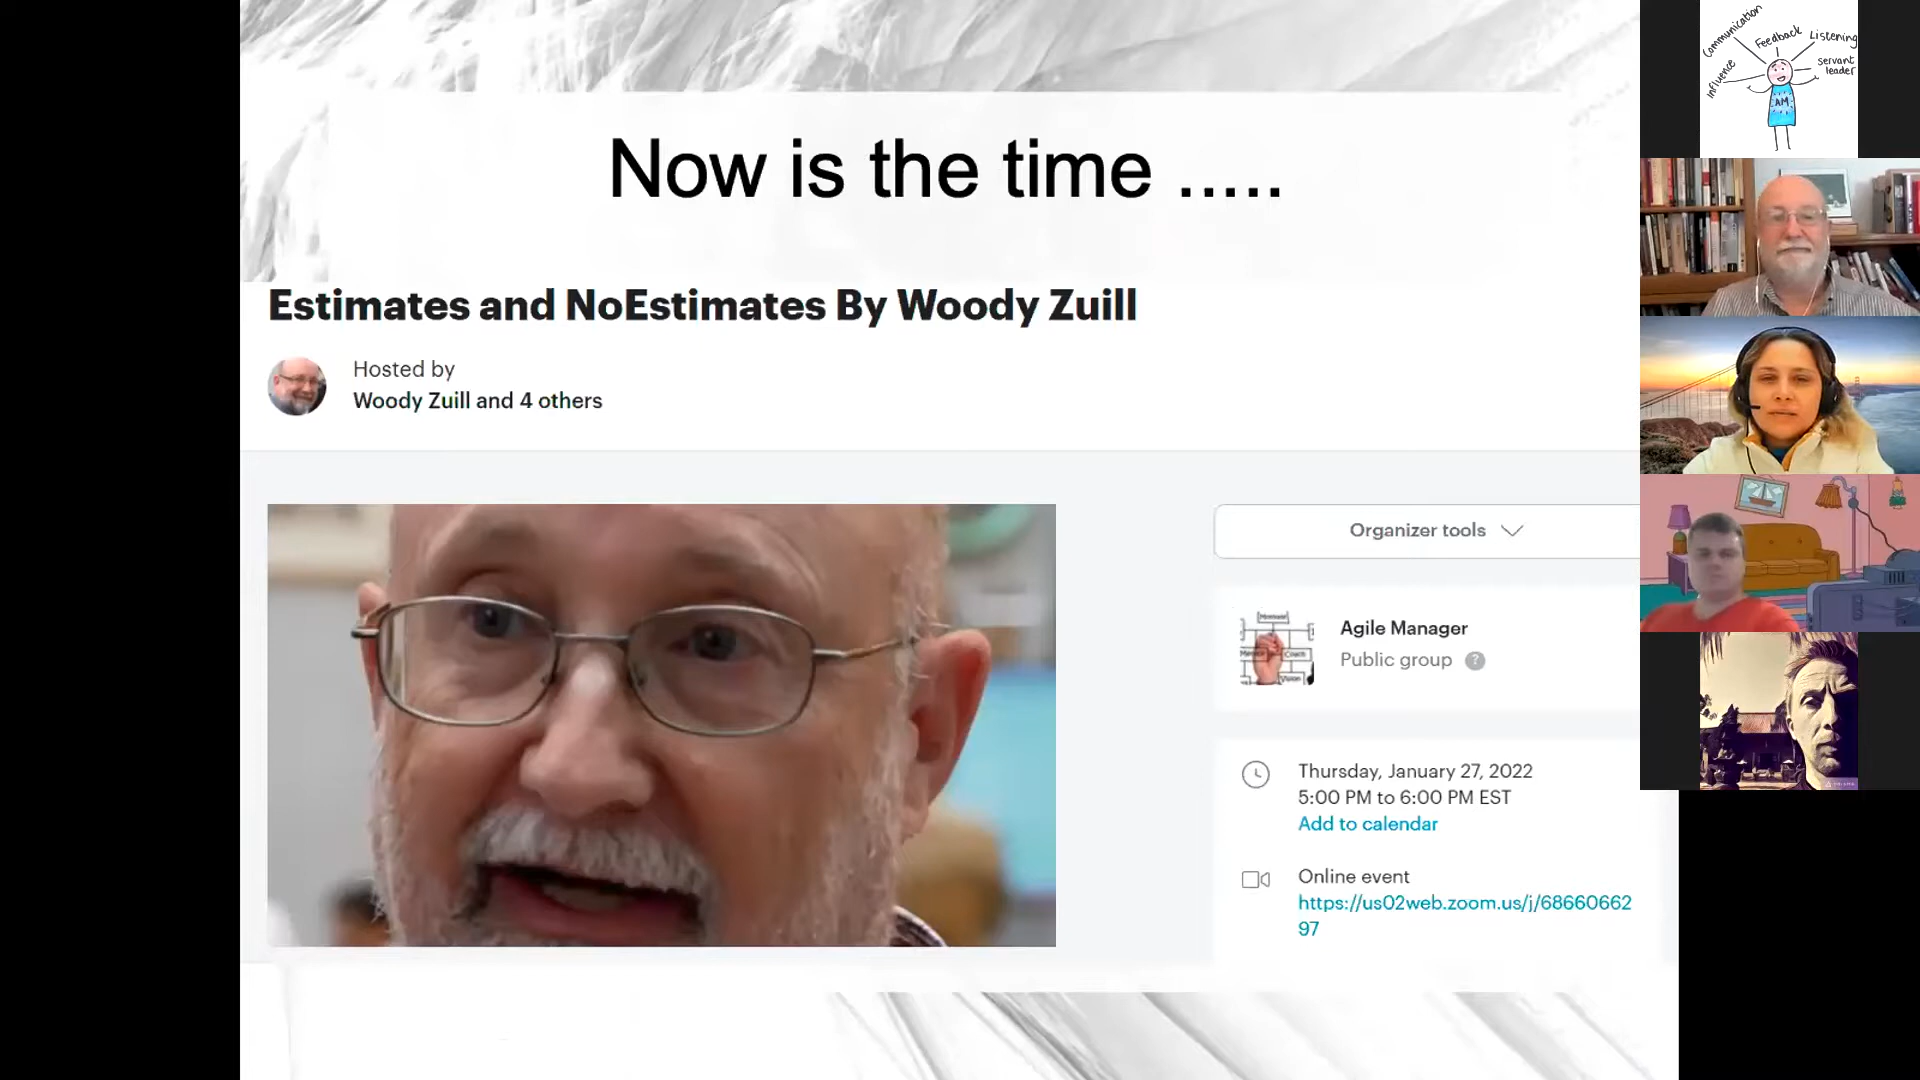 Now is the time .....
Estimates and NoEstimates By Woody Zuill
Hosted by
Woody Zuill and 4 others
Organizer tools
Agile Manager
Public group ?
Thursday, January 27, 2022
5:00 PM to 6:00 PM EST
Add to calendar
Online event
https://us02web.zoom.us/j/68660662
97
Communication
Feedback
Listening
Influence
servant
leader
AM
Coach
Vision